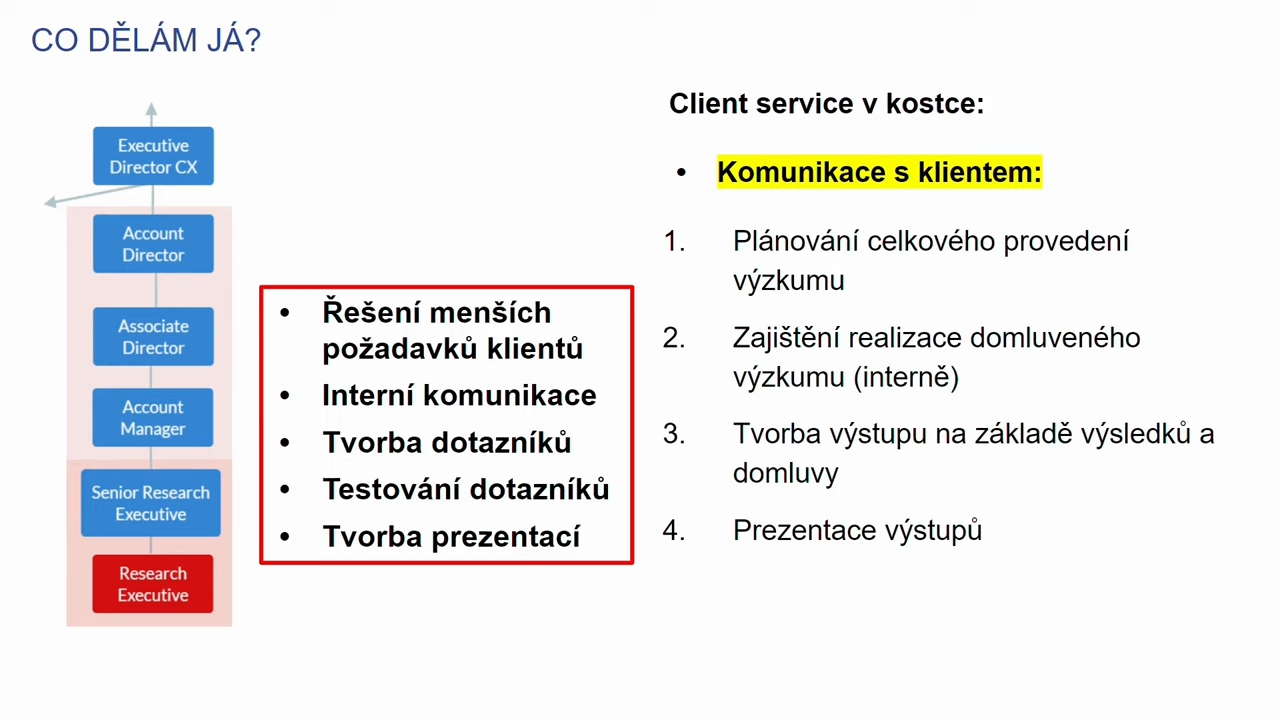 CO DĚLÁM JÁ?
Executive
Director CX
Account
Director
Associate
Director
Account
Manager
Senior Research
Executive
Research
Executive
• Řešení menších
požadavků klientů
• Interní komunikace
• Tvorba dotazníků
• Testování dotazníků
• Tvorba prezentací
Client service v kostce:
• Komunikace s klientem:
1. Plánování celkového provedení
výzkumu
2. Zajištění realizace domluveného
výzkumu (interně)
3. Tvorba výstupu na základě výsledků a
domluvy
4. Prezentace výstupů